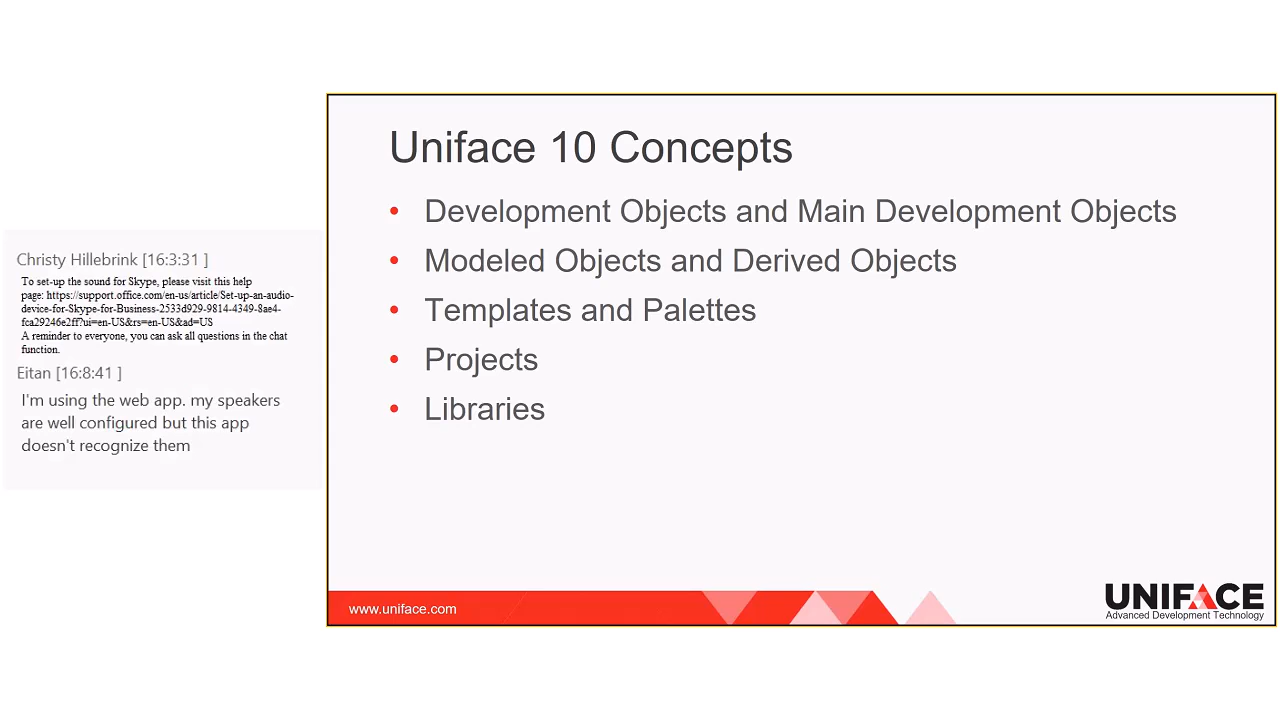 Christy Hillebrink [16:3:31 ]
To set-up the sound for Skype, please visit this help
page: https://support.office.com/en-us/article/Set-up-an-audio-
device-for-Skype-for-Business-2533d929-9814-4349-8ae4-
fca29246e2ff?ui=en-US&rs=en-US&ad=US
A reminder to everyone, you can ask all questions in the chat
function.
Eitan [16:8:41 ]
I'm using the web app. my speakers
are well configured but this app
doesn't recognize them
Uniface 10 Concepts
• Development Objects and Main Development Objects
• Modeled Objects and Derived Objects
• Templates and Palettes
• Projects
• Libraries
www.uniface.com
UNIFACE
Advanced Development Technology